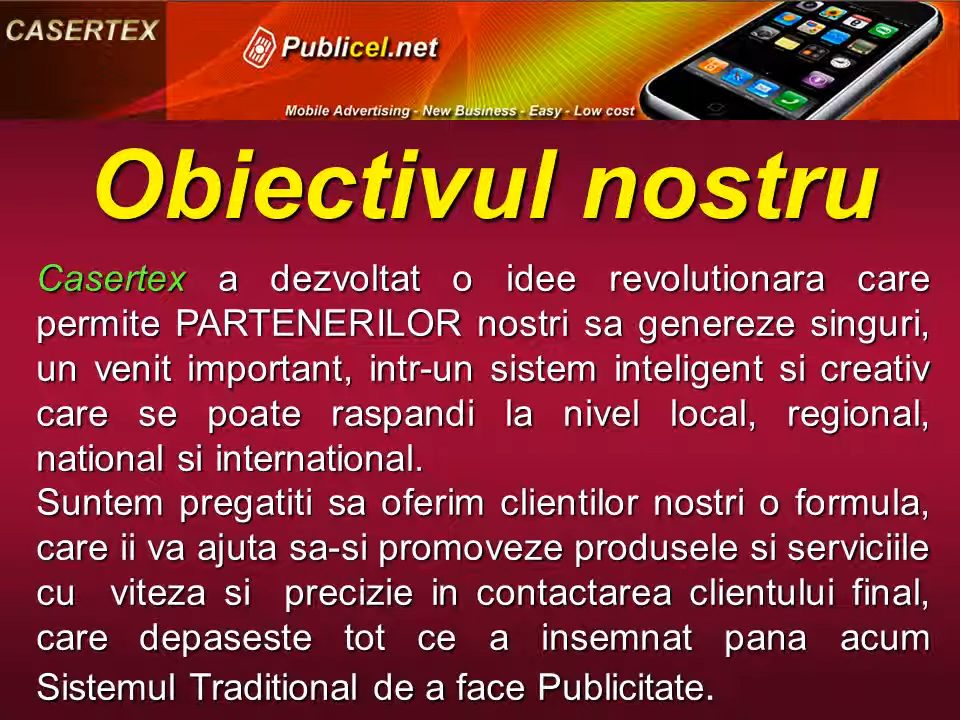 CASERTEX
Publicel.net
Mobile Advertising - New Business - Easy - Low cost
Obiectivul nostru
Casertex a dezvoltat o idee revolutionara care
permite PARTENERILOR nostri sa genereze singuri,
un venit important, intr-un sistem inteligent si creativ
care se poate raspandi la nivel local, regional,
national si international.
Suntem pregatiti sa oferim clientilor nostri o formula,
care ii va ajuta sa-si promoveze produsele si serviciile
cu viteza si precizie in contactarea clientului final,
care depaseste tot ce a insemnat pana acum
Sistemul Traditional de a face Publicitate.